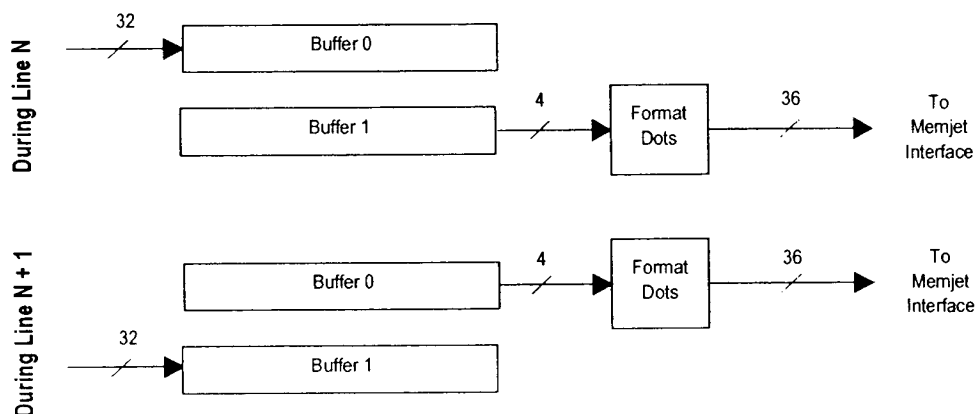 During Line N
32
Buffer 0
Buffer 1
4
Format
Dots
36
To
Memjet
Interface
During Line N + 1
Buffer 0
4
Format
Dots
36
To
Memjet
Interface
32
Buffer 1